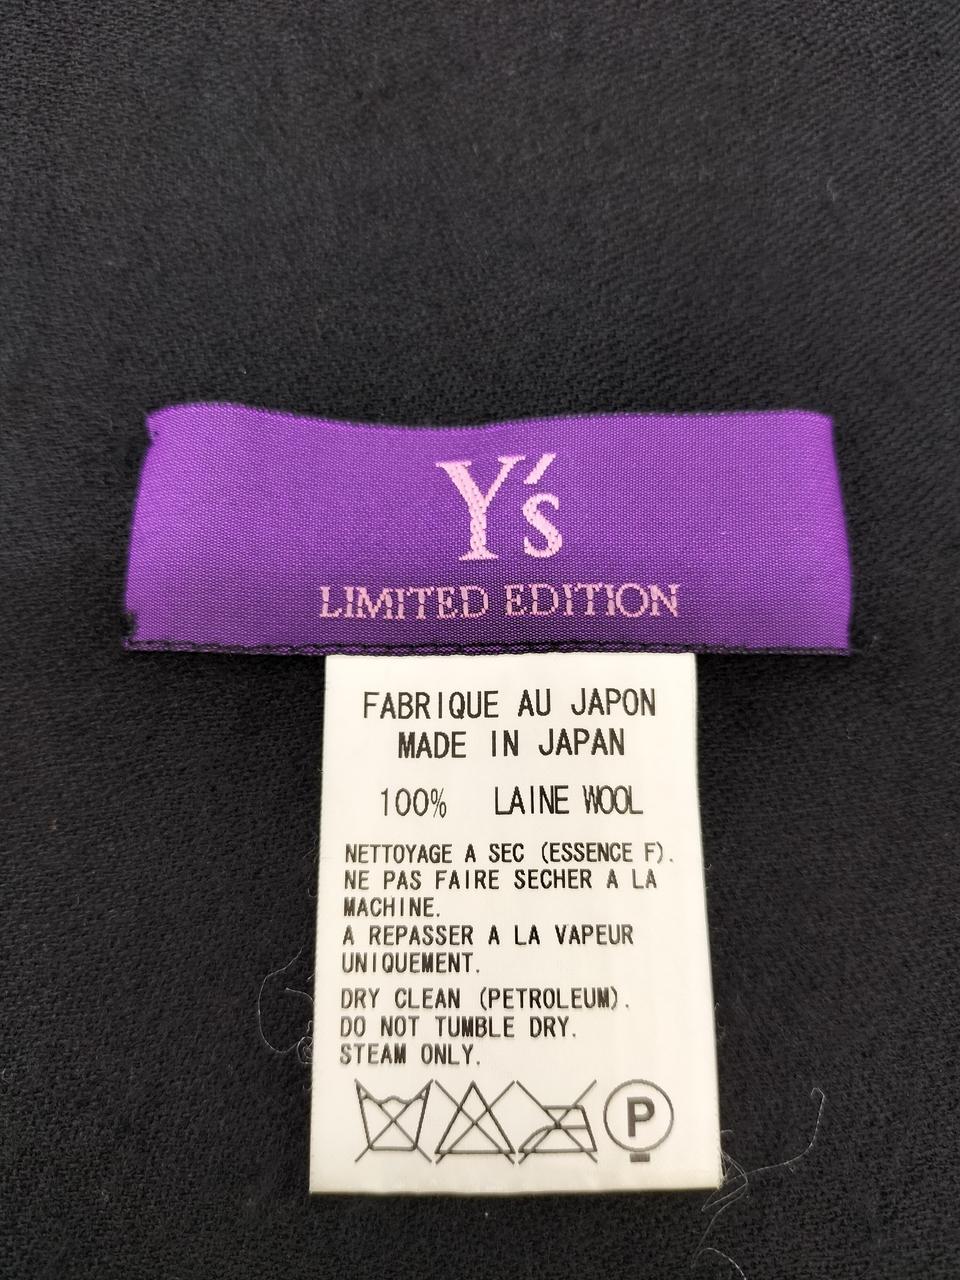 Y's
LIMITED EDITION
FABRIQUE AU JAPON
MADE IN JAPAN
100% LAINE WOOL
NETTOYAGE A SEC (ESSENCE F).
NE PAS FAIRE SECHER A LA
MACHINE.
A REPASSER A LA VAPEUR
UNIQUEMENT.
DRY CLEAN (PETROLEUM).
DO NOT TUMBLE DRY.
STEAM ONLY.
P